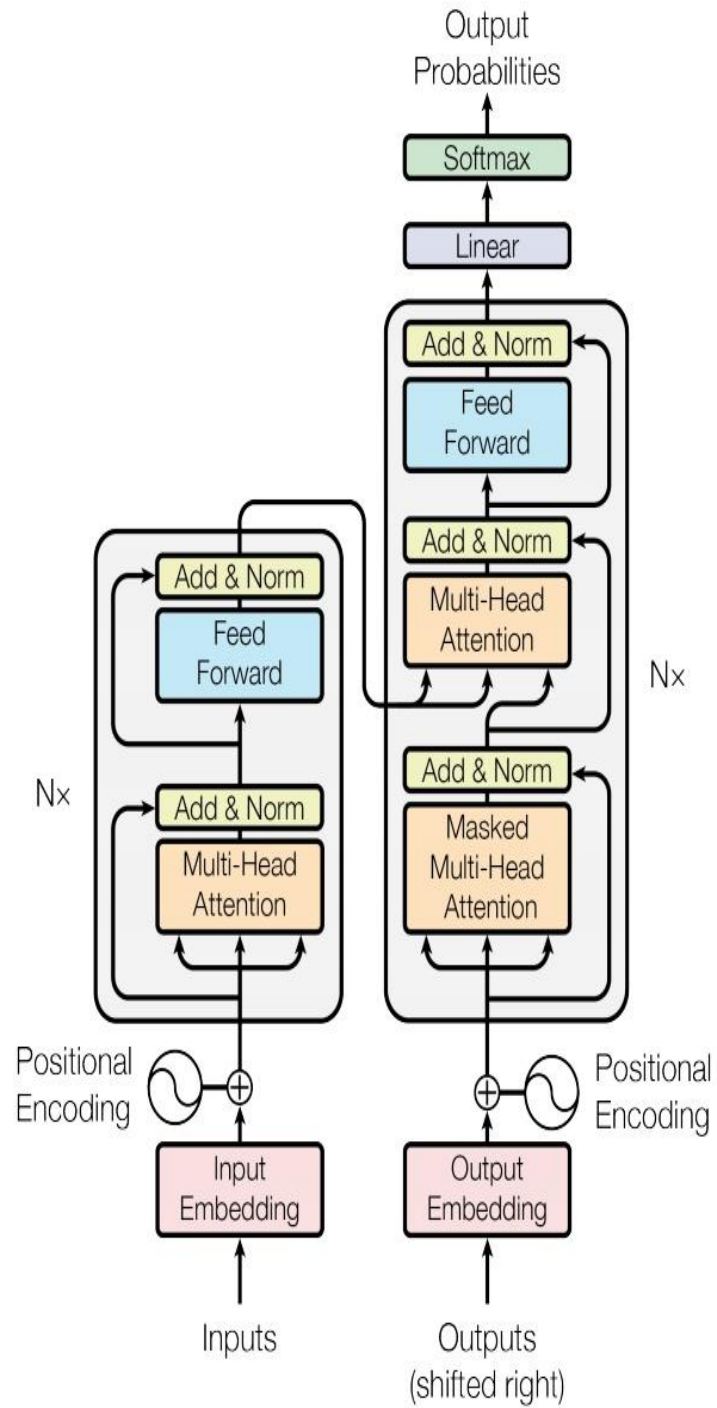 Output
Probabilities
Softmax
Linear
Add & Norm
Feed
Forward
Add & Norm
Multi-Head
Attention
Add & Norm
Masked
Multi-Head
Attention
Nx
Add & Norm
Feed
Forward
Add & Norm
Multi-Head
Attention
Nx
Positional
Encoding
Positional
Encoding
Input
Embedding
Output
Embedding
Inputs
Outputs
(shifted right)